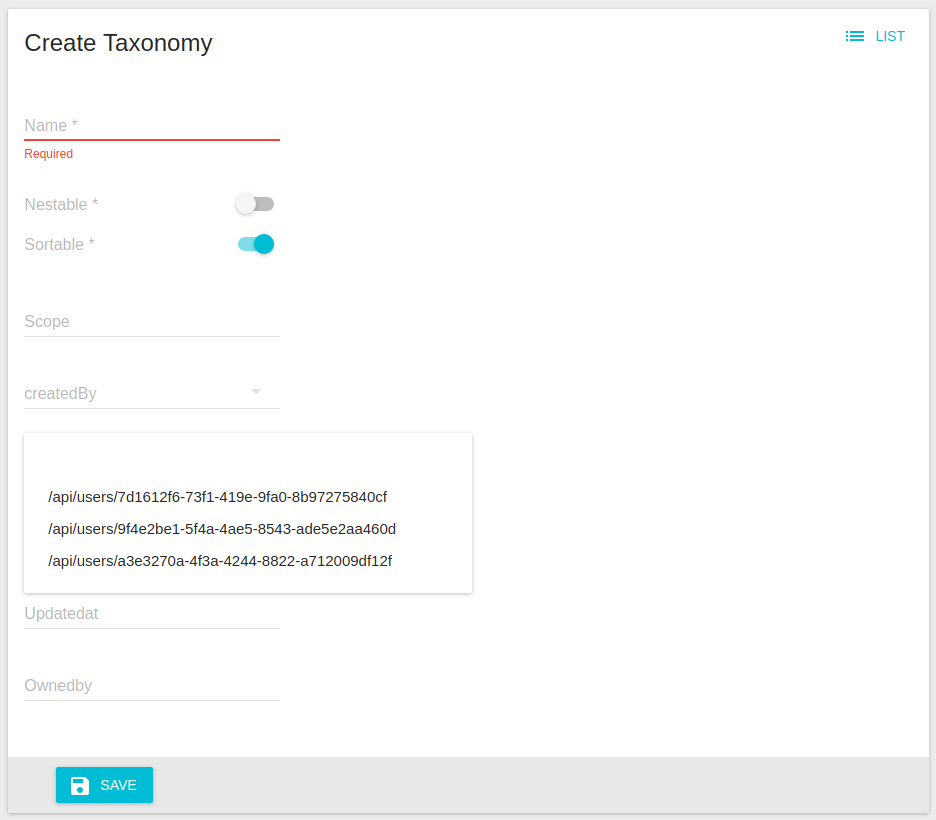 Create Taxonomy
LIST
Name *
Required
Nestable *
Sortable *
Scope
createdBy
/api/users/7d1612f6-73f1-419e-9fa0-8b97275840cf
/api/users/9f4e2be1-5f4a-4ae5-8543-ade5e2aa460d
/api/users/a3e3270a-4f3a-4244-8822-a712009df12f
Updatedat
Ownedby
SAVE